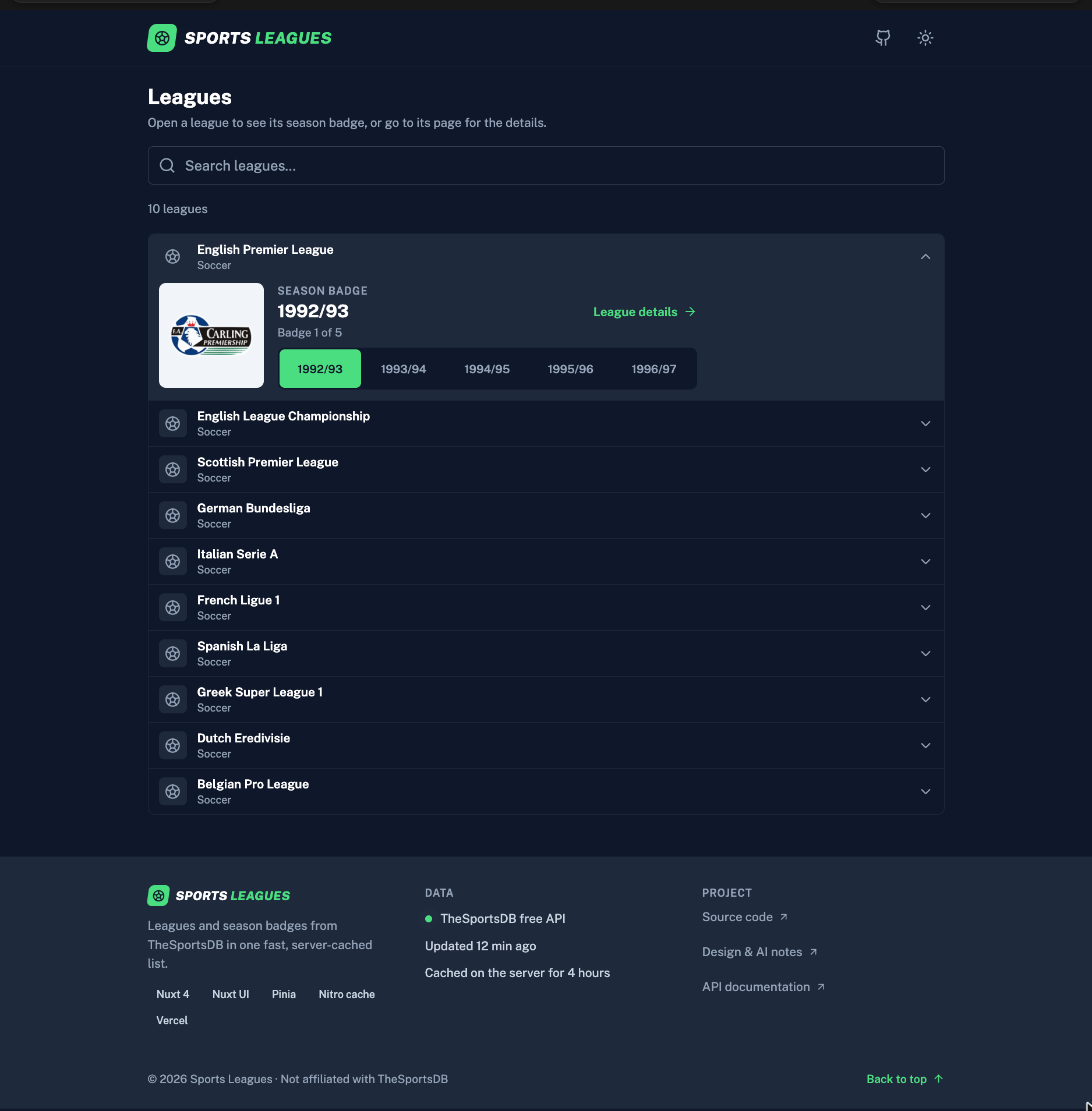 SPORTS LEAGUES
Leagues
Open a league to see its season badge, or go to its page for the details.
Search leagues...
10 leagues
English Premier League
Soccer
SEASON BADGE
1992/93
League details →
Badge 1 of 5
F.A. CARLING
PREMIERSHIP
1992/93 1993/94 1994/95 1995/96 1996/97
English League Championship
Soccer
Scottish Premier League
Soccer
German Bundesliga
Soccer
Italian Serie A
Soccer
French Ligue 1
Soccer
Spanish La Liga
Soccer
Greek Super League 1
Soccer
Dutch Eredivisie
Soccer
Belgian Pro League
Soccer
SPORTS LEAGUES
Leagues and season badges from
TheSportsDB in one fast, server-cached
list.
Nuxt 4 Nuxt UI Pinia Nitro cache
Vercel
DATA
TheSportsDB free API
Updated 12 min ago
Cached on the server for 4 hours
PROJECT
Source code ↗
Design & AI notes ↗
API documentation ↗
© 2026 Sports Leagues · Not affiliated with TheSportsDB
Back to top ↑